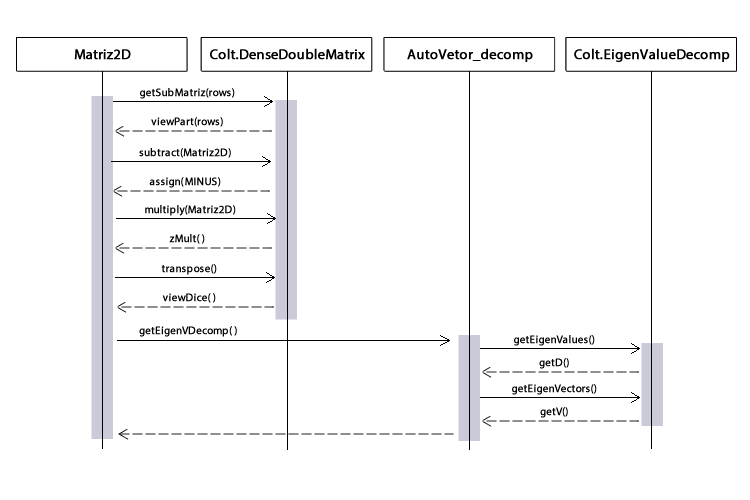 Matriz2D
Colt.DenseDoubleMatrix
AutoVetor_decomp
Colt.EigenValueDecomp
getSubMatriz(rows)
viewPart(rows)
subtract(Matriz2D)
assign(MINUS)
multiply(Matriz2D)
zMult()
transpose()
viewDice()
getEigenVDecomp()
getEigenValues()
getD()
getEigenVectors()
getV()